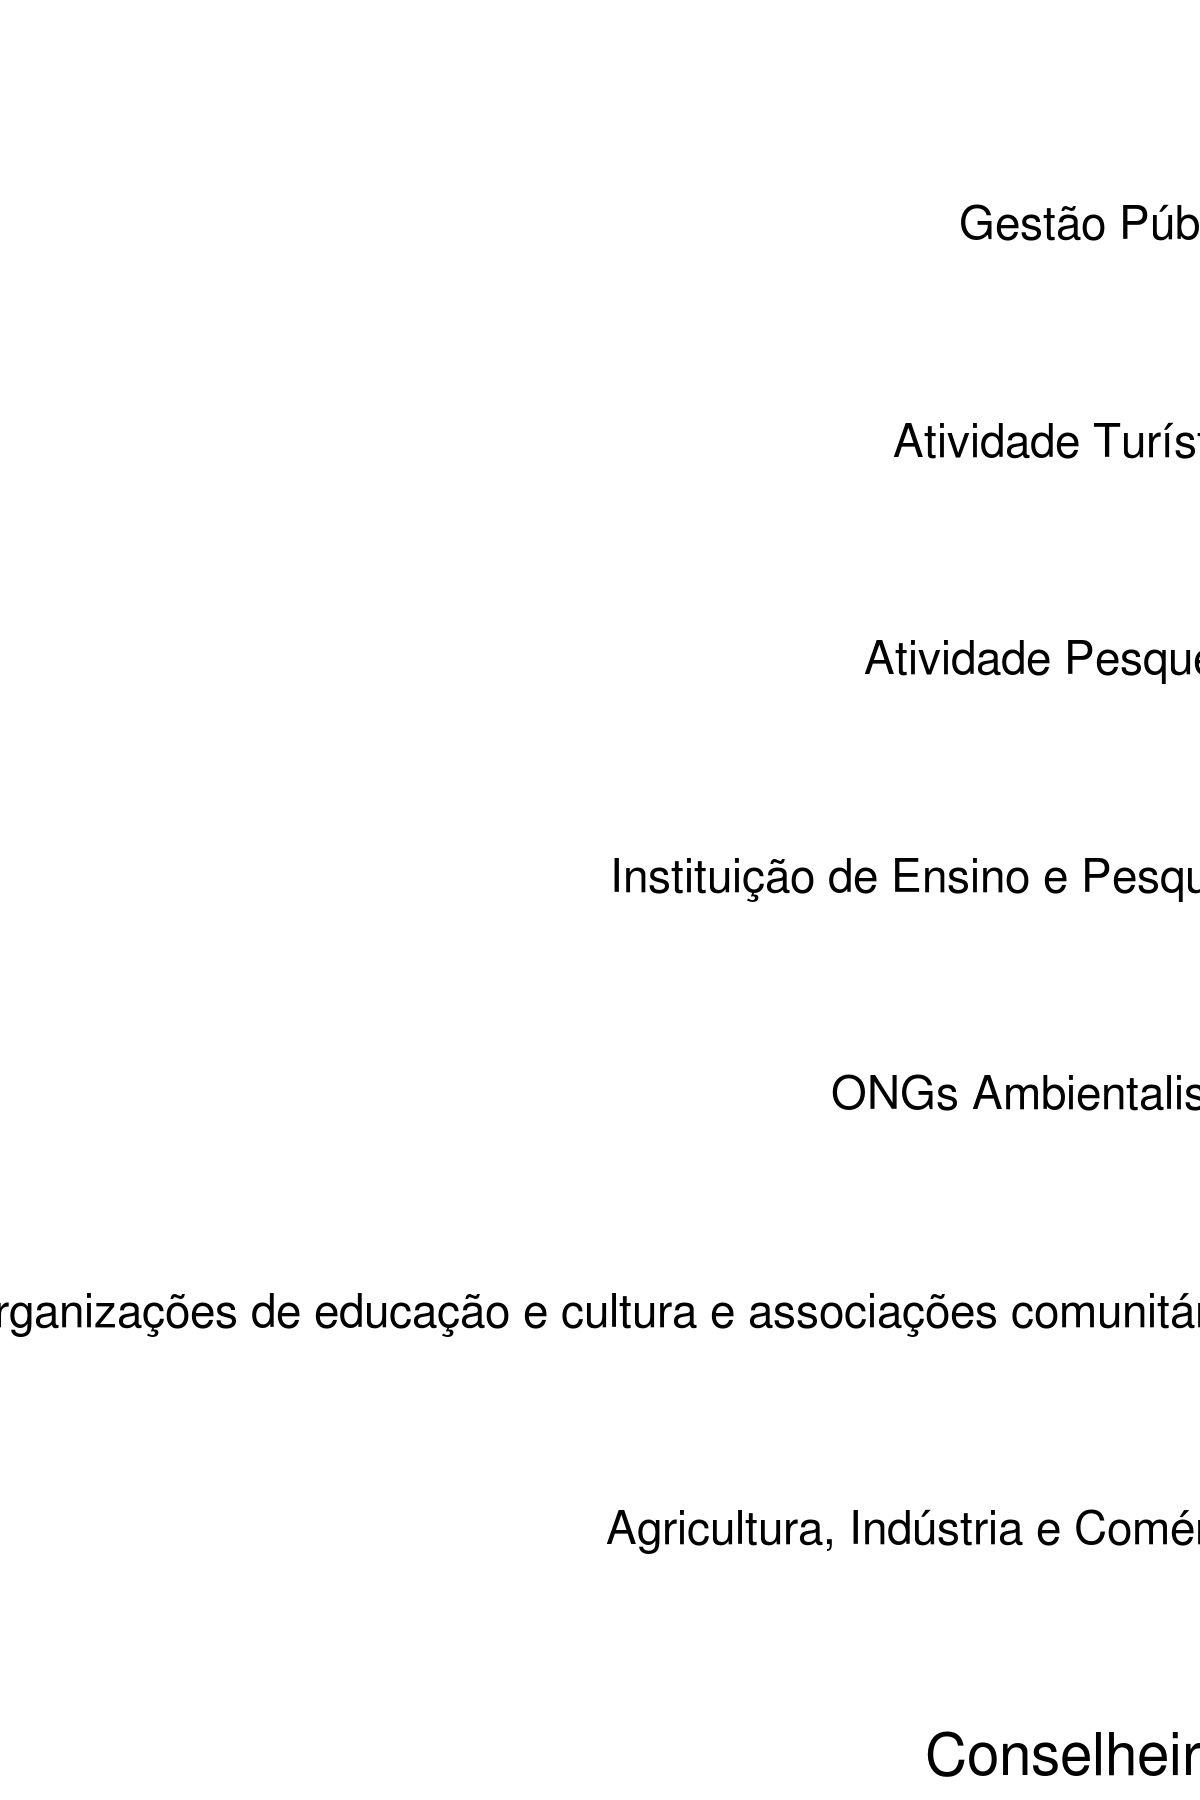 Gestão Púb
Atividade Turíst
Atividade Pesque
Instituição de Ensino e Pesqu
ONGs Ambientalis
rganizações de educação e cultura e associações comunitár
Agricultura, Indústria e Comér
Conselheir